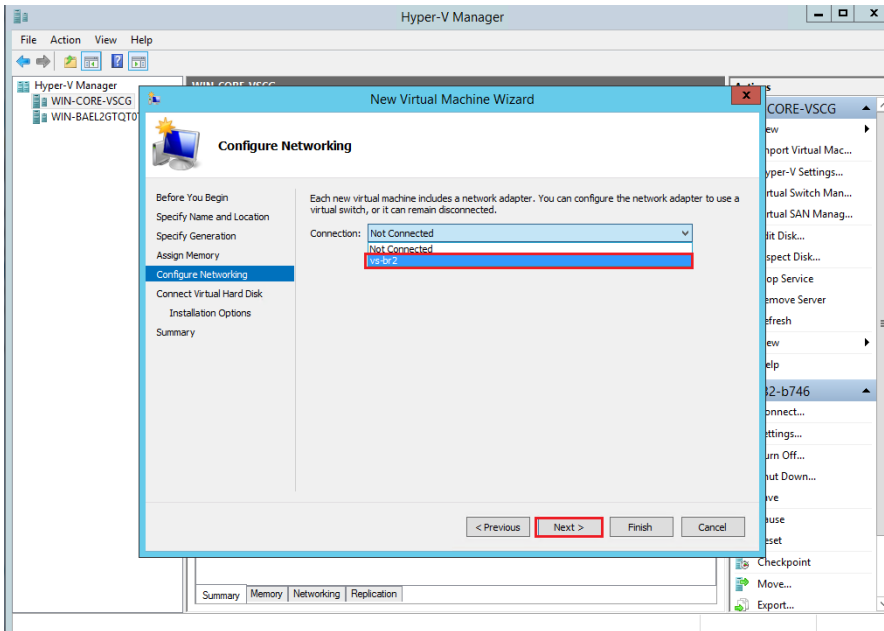 Hyper-V Manager
File Action View Help
Hyper-V Manager
WIN-CORE-VSCG
WIN-CORE-VSCG
New Virtual Machine Wizard
x
Configure Networking
Before You Begin
Specify Name and Location
Specify Generation
Assign Memory
Configure Networking
Connect Virtual Hard Disk
Installation Options
Summary
Each new virtual machine includes a network adapter. You can configure the network adapter to use a
virtual switch, or it can remain disconnected.
Connection: Not Connected
Not Connected
vs-br2
< Previous Next > Finish Cancel
CORE-VSCG
ew
nport Virtual Mac...
yper-V Settings...
rtual Switch Man...
rtual SAN Manag...
dit Disk...
spect Disk...
op Service
emove Server
efresh
ew
elp
32-b746
onnect...
ettings...
urn Off...
hut Down...
ave
ause
eset
Checkpoint
Move...
Export...
Summary Memory Networking Replication